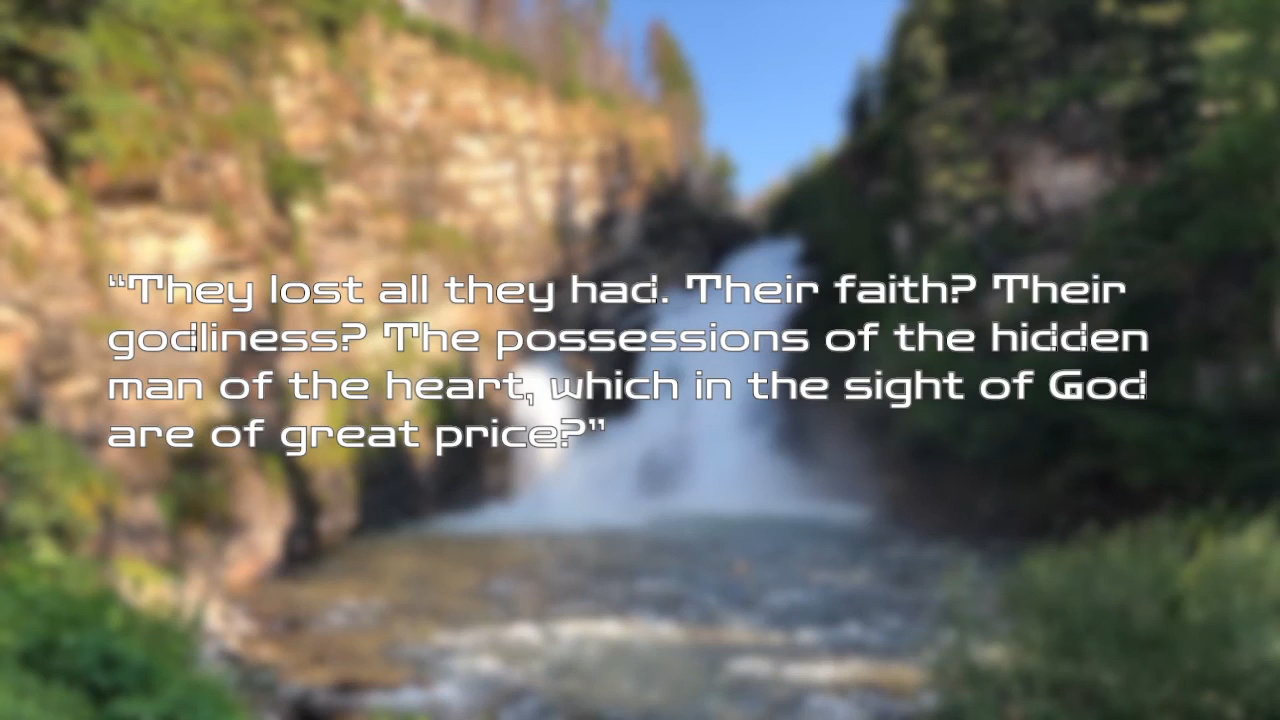 “They lost all they had. Their faith? Their
godliness? The possessions of the hidden
man of the heart, which in the sight of God
are of great price?”